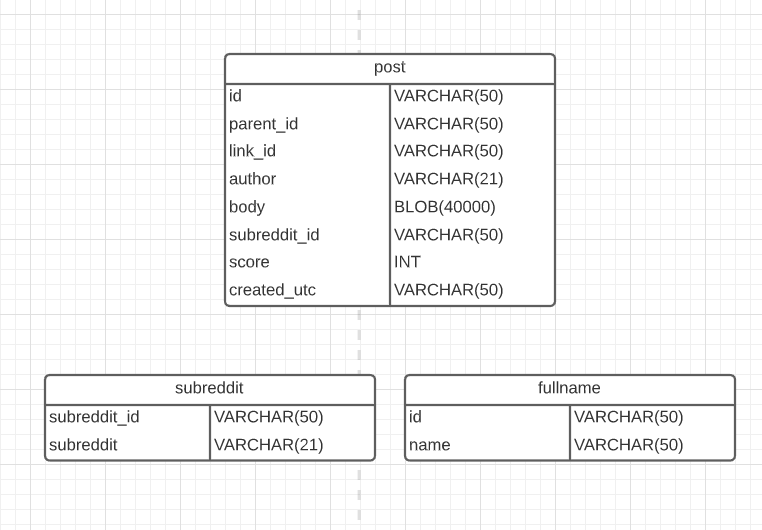 post
id VARCHAR(50)
parent_id VARCHAR(50)
link_id VARCHAR(50)
author VARCHAR(21)
body BLOB(40000)
subreddit_id VARCHAR(50)
score INT
created_utc VARCHAR(50)
subreddit
subreddit_id VARCHAR(50)
subreddit VARCHAR(21)
fullname
id VARCHAR(50)
name VARCHAR(50)